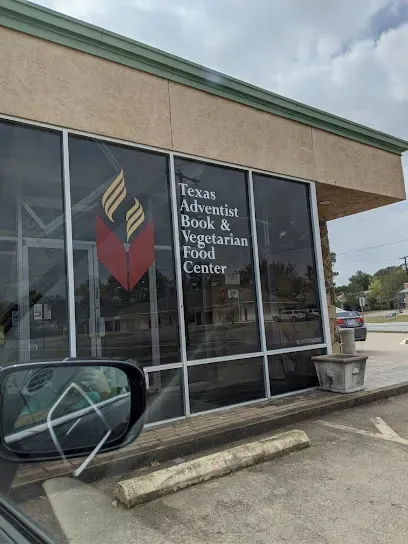 Texas
Adventist
Book &
Vegetarian
Food
Center